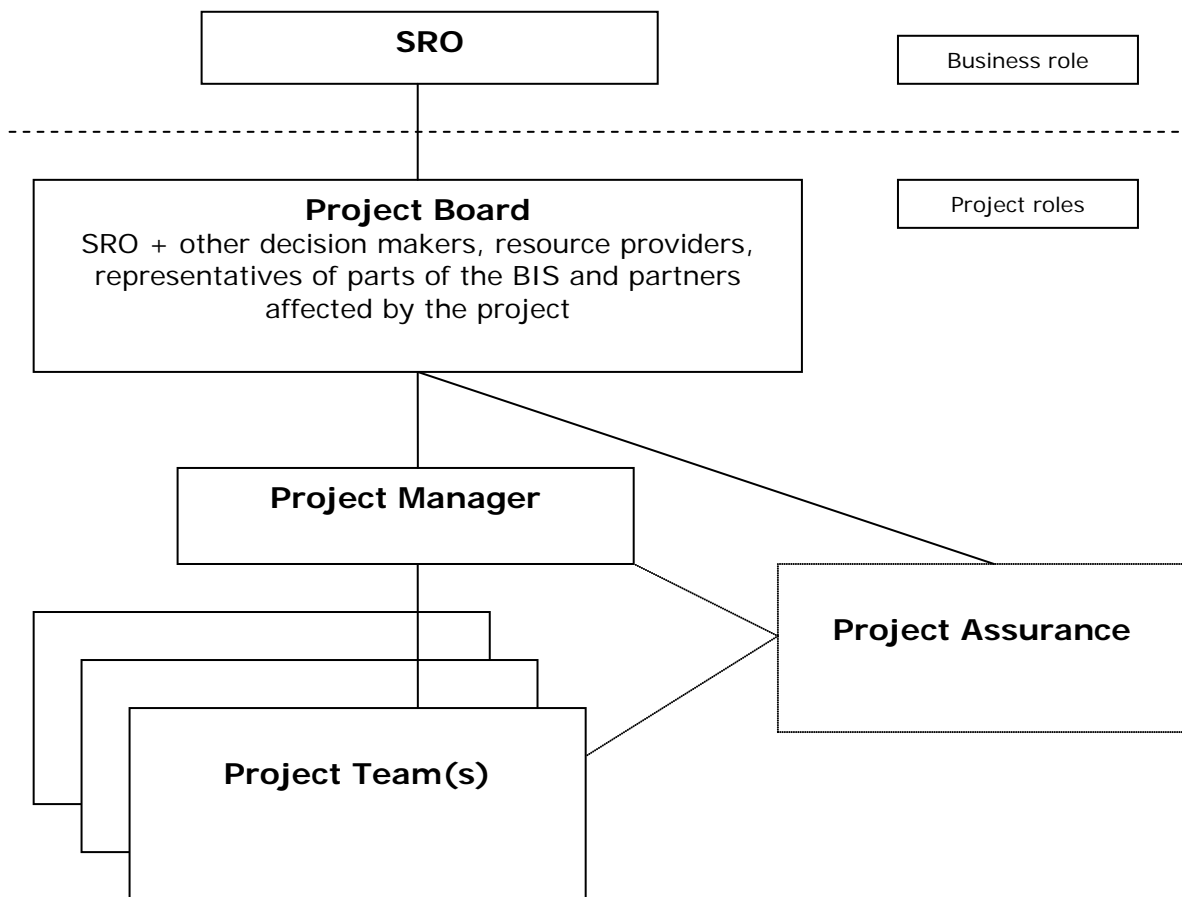 SRO
Business role
Project Board
SRO + other decision makers, resource providers,
representatives of parts of the BIS and partners
affected by the project
Project roles
Project Manager
Project Assurance
Project Team(s)